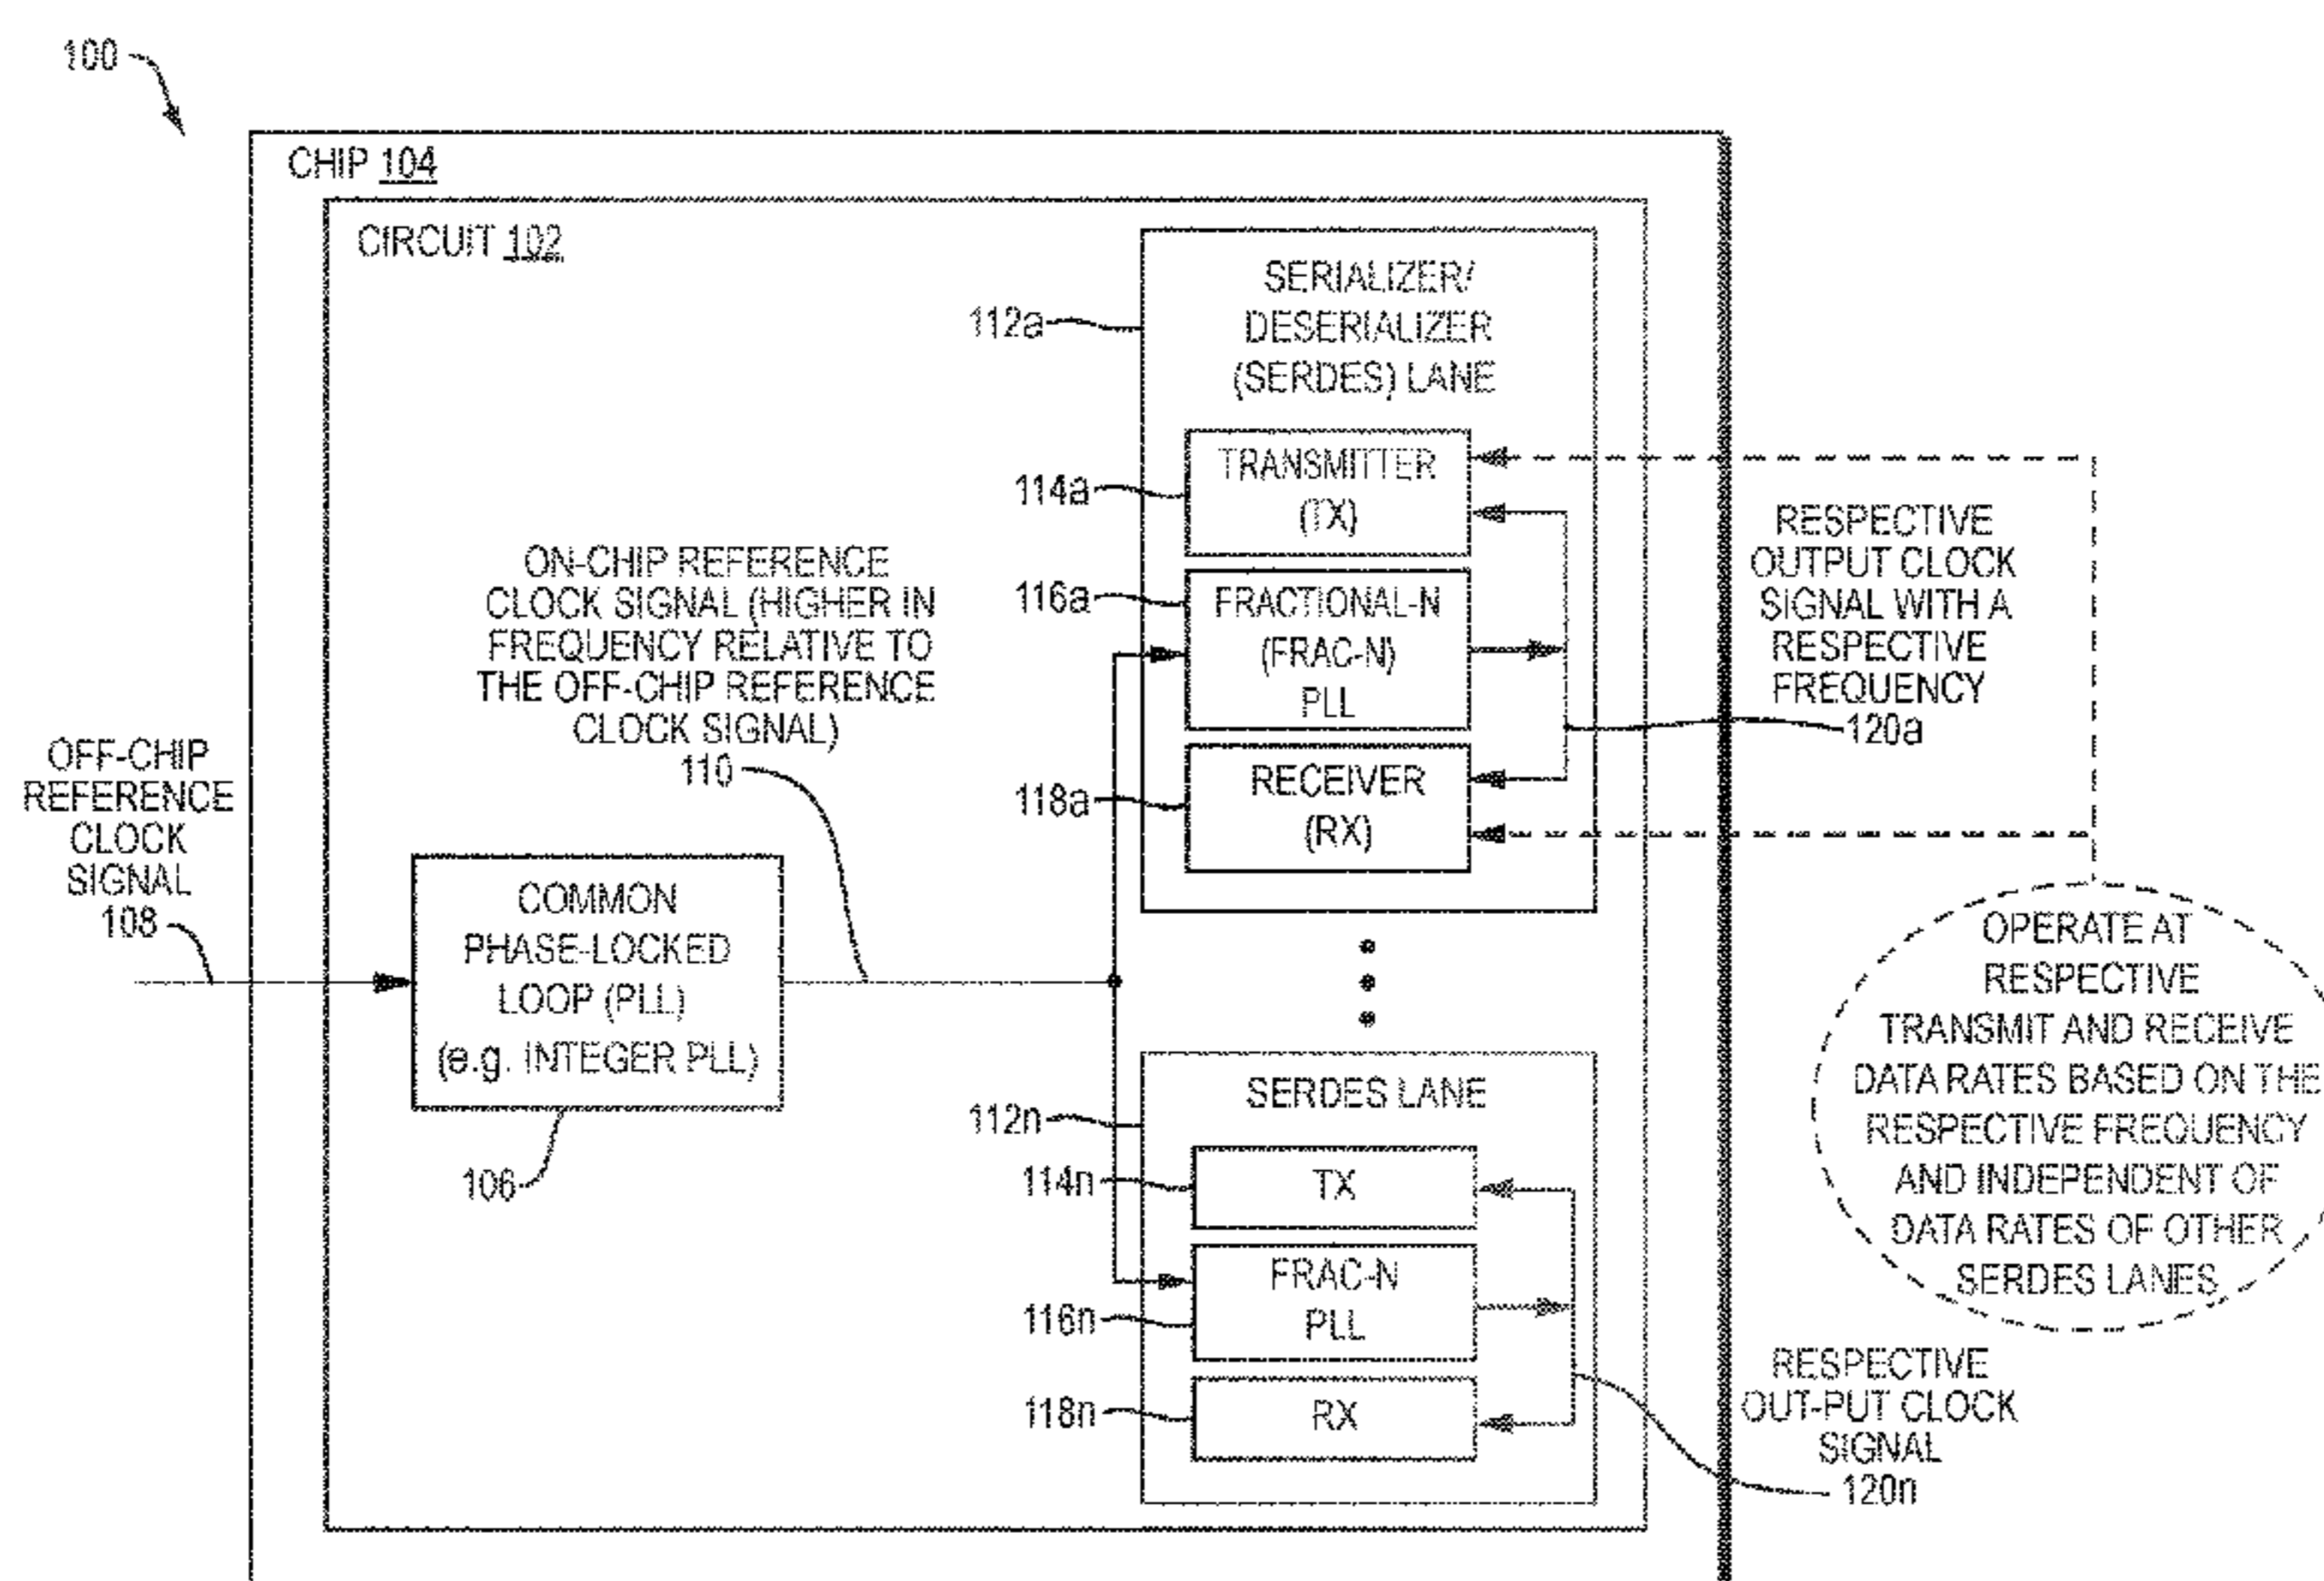 100
CHIP 104
CIRCUIT 102
SERIALIZER/
DESERIALIZER
(SERDES) LANE
112a
TRANSMITTER
(TX)
114a
FRACTIONAL-N
(FRAC-N)
PLL
116a
RECEIVER
(RX)
118a
RESPECTIVE
OUTPUT CLOCK
SIGNAL WITH A
RESPECTIVE
FREQUENCY
120a
ON-CHIP REFERENCE
CLOCK SIGNAL (HIGHER IN
FREQUENCY RELATIVE TO
THE OFF-CHIP REFERENCE
CLOCK SIGNAL)
110
OFF-CHIP
REFERENCE
CLOCK
SIGNAL
108
COMMON
PHASE-LOCKED
LOOP (PLL)
(e.g. INTEGER PLL)
106
OPERATE AT
RESPECTIVE
TRANSMIT AND RECEIVE
DATA RATES BASED ON THE
RESPECTIVE FREQUENCY
AND INDEPENDENT OF
DATA RATES OF OTHER
SERDES LANES
SERDES LANE
112n
TX
114n
FRAC-N
PLL
116n
RX
118n
RESPECTIVE
OUT-PUT CLOCK
SIGNAL
120n